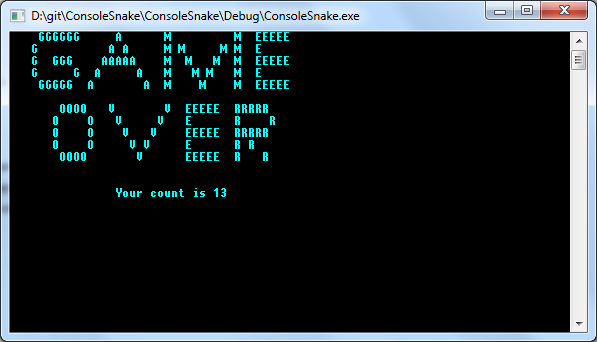 D:\git\ConsoleSnake\ConsoleSnake\Debug\ConsoleSnake.exe
GGGGGG     A      M         M  EEEEE
G          A A     M M     M M  E
G  GGG    AAAAA    M  M   M  M  EEEEE
G     G  A     A   M   M M   M  E
GGGGG  A       A  M    M    M  EEEEE
OOOO   V       V  EEEEE  RRRRR
O    O   V     V   E      R    R
O    O    V   V    EEEEE  RRRRR
O    O     V V     E      R R
OOOO       V      EEEEE  R   R
Your count is 13